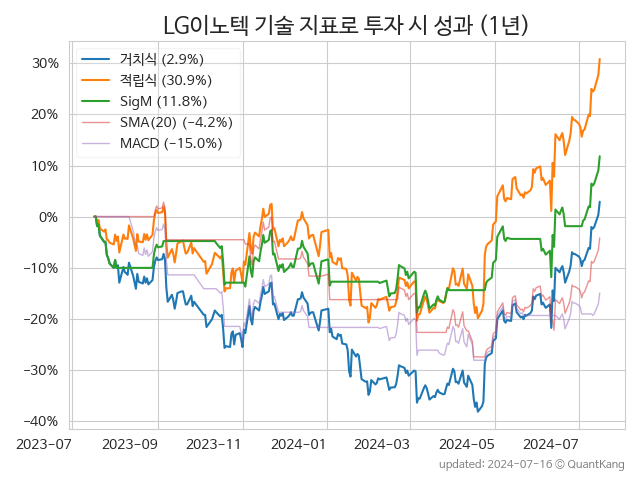 LG이노텍 기술 지표로 투자 시 성과 (1년)
거치식 (2.9%)
적립식 (30.9%)
SigM (11.8%)
SMA(20) (−4.2%)
MACD (−15.0%)
30%
20%
10%
0%
−10%
−20%
−30%
−40%
2023-07 2023-09 2023-11 2024-01 2024-03 2024-05 2024-07
updated: 2024-07-16 © QuantKang